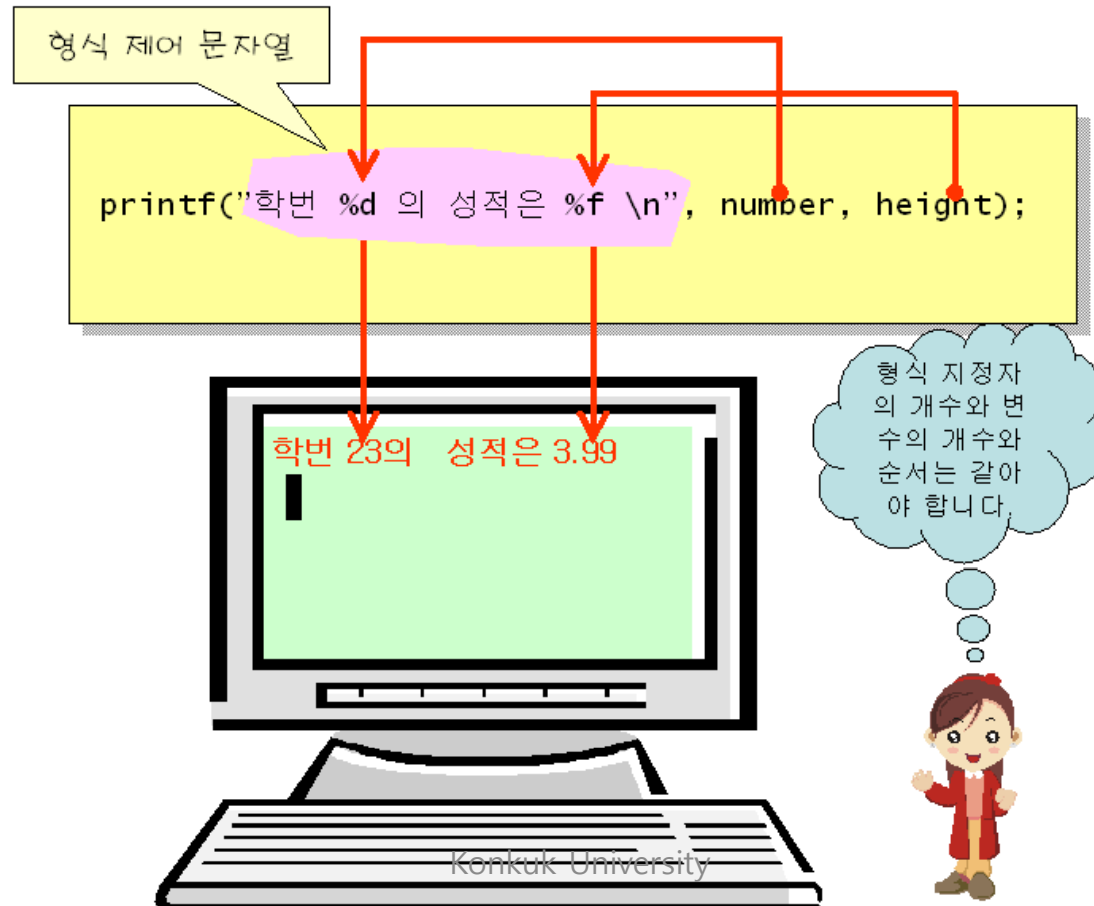 형식 제어 문자열
printf("학번 %d 의 성적은 %f \n", number, height);
학번 23의 성적은 3.99
형식 지정자
의 개수와 변
수의 개수와
순서는 같아
야 합니다.
Konkuk University